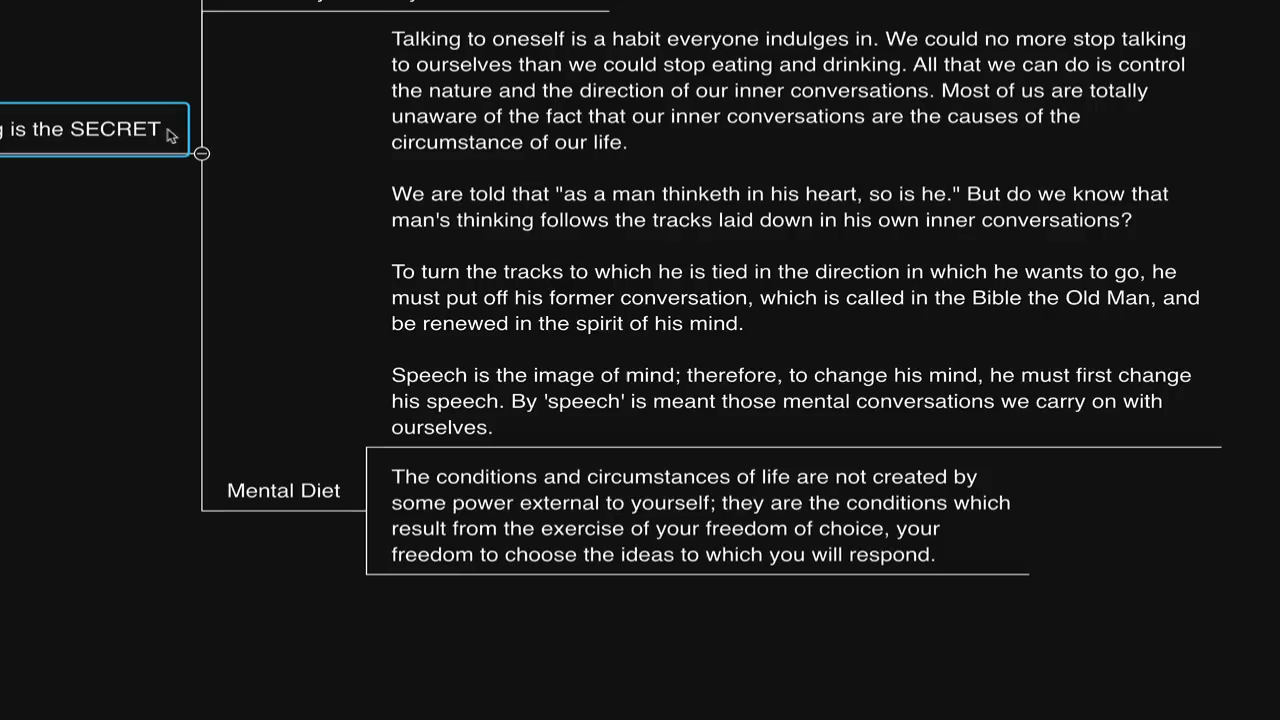 Talking to oneself is a habit everyone indulges in. We could no more stop talking
to ourselves than we could stop eating and drinking. All that we can do is control
the nature and the direction of our inner conversations. Most of us are totally
unaware of the fact that our inner conversations are the causes of the
circumstance of our life.
We are told that "as a man thinketh in his heart, so is he." But do we know that
man's thinking follows the tracks laid down in his own inner conversations?
To turn the tracks to which he is tied in the direction in which he wants to go, he
must put off his former conversation, which is called in the Bible the Old Man, and
be renewed in the spirit of his mind.
Speech is the image of mind; therefore, to change his mind, he must first change
his speech. By 'speech' is meant those mental conversations we carry on with
ourselves.
is the SECRET
Mental Diet
The conditions and circumstances of life are not created by
some power external to yourself; they are the conditions which
result from the exercise of your freedom of choice, your
freedom to choose the ideas to which you will respond.